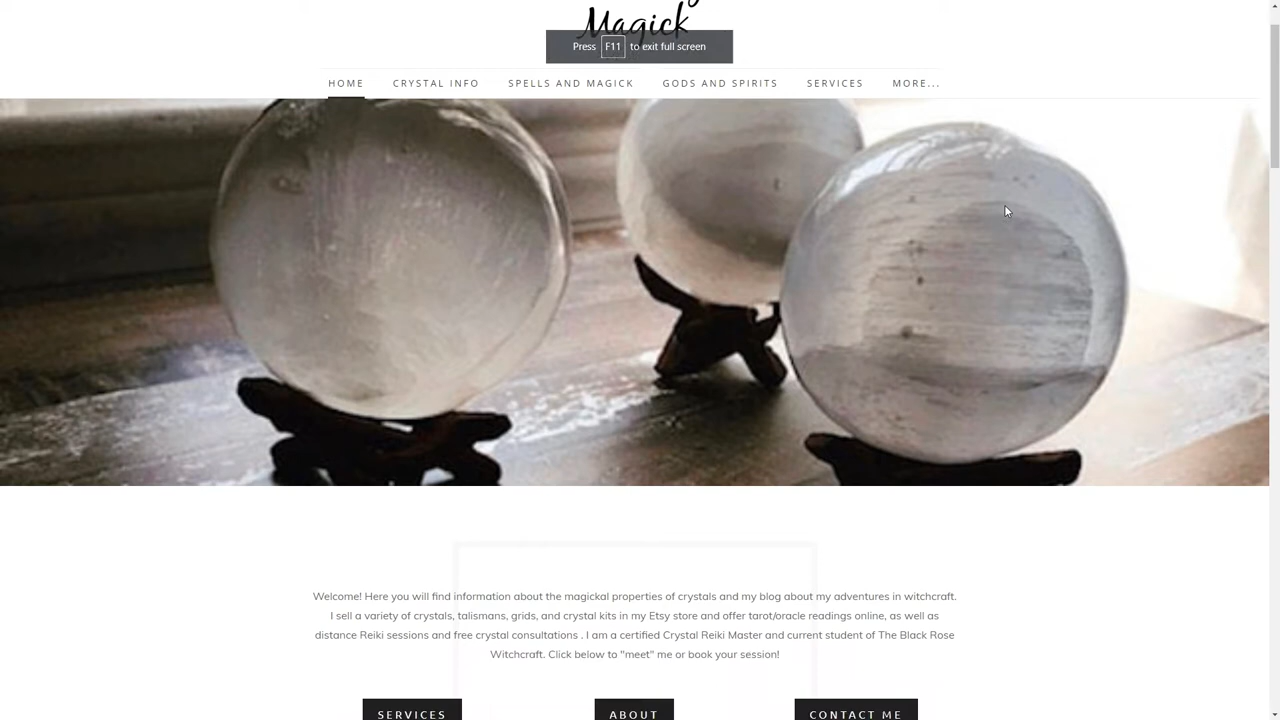 Magick
Press F11 to exit full screen
HOME CRYSTAL INFO SPELLS AND MAGICK GODS AND SPIRITS SERVICES MORE...
Welcome! Here you will find information about the magickal properties of crystals and my blog about my adventures in witchcraft.
I sell a variety of crystals, talismans, grids, and crystal kits in my Etsy store and offer tarot/oracle readings online, as well as
distance Reiki sessions and free crystal consultations . I am a certified Crystal Reiki Master and current student of The Black Rose
Witchcraft. Click below to "meet" me or book your session!
SERVICES ABOUT CONTACT ME